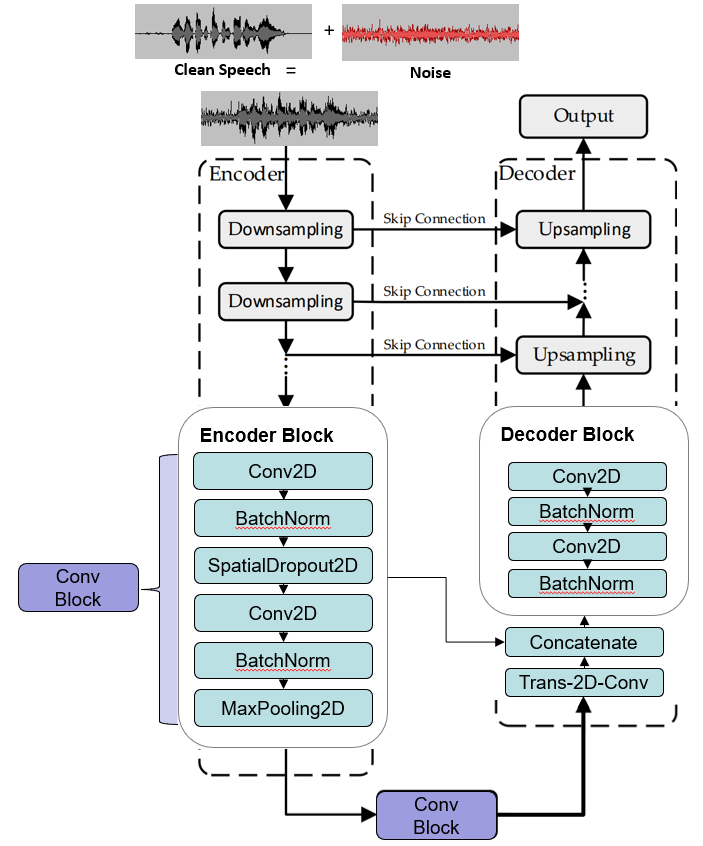 +
Clean Speech =
Noise
Output
Encoder
Decoder
Downsampling
Skip Connection
Upsampling
Downsampling
Skip Connection
Skip Connection
Upsampling
Encoder Block
Conv2D
BatchNorm
SpatialDropout2D
Conv2D
BatchNorm
MaxPooling2D
Conv
Block
Decoder Block
Conv2D
BatchNorm
Conv2D
BatchNorm
Concatenate
Trans-2D-Conv
Conv
Block